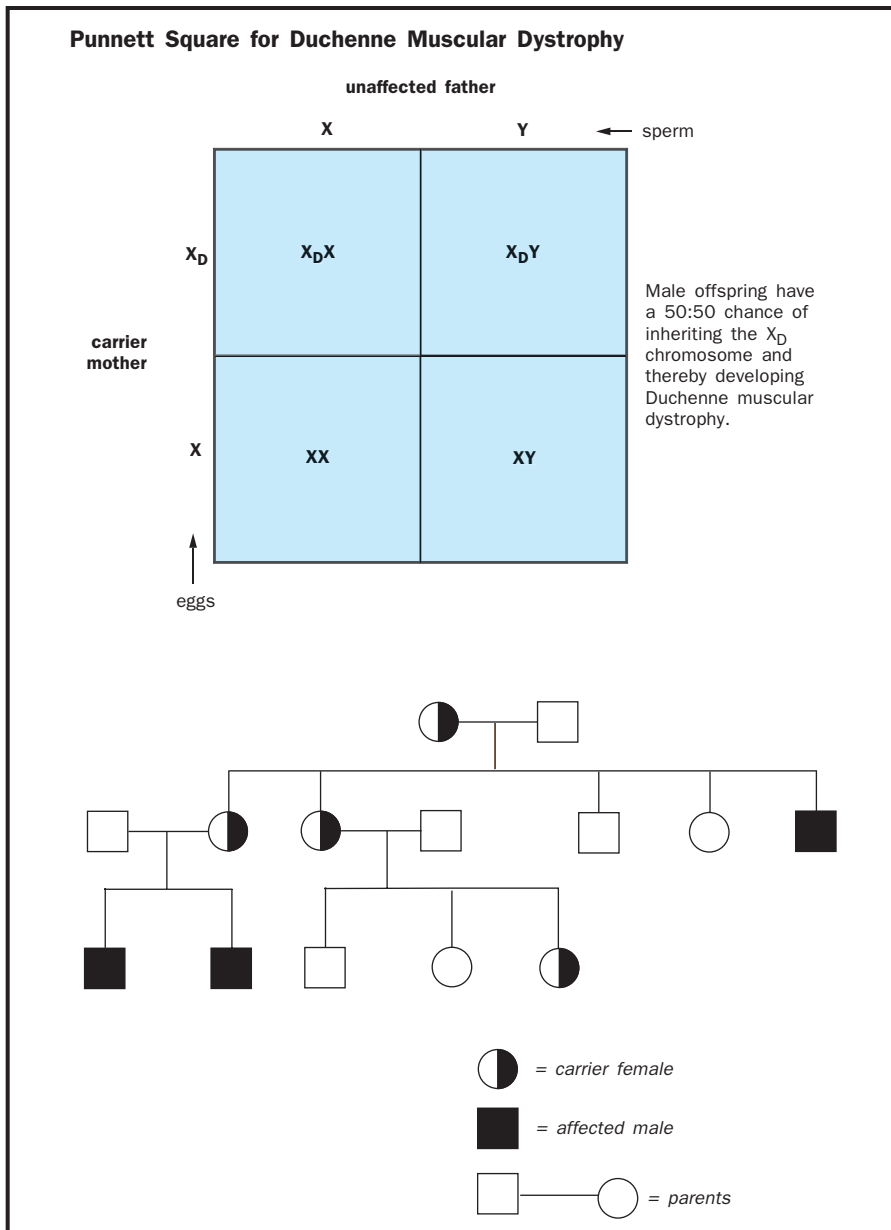 Punnett Square for Duchenne Muscular Dystrophy
unaffected father
X Y ← sperm
X_D X_DX X_DY
Male offspring have
a 50:50 chance of
inheriting the X_D
chromosome and
thereby developing
Duchenne muscular
dystrophy.
carrier
mother
X XX XY
eggs
= carrier female
= affected male
= parents